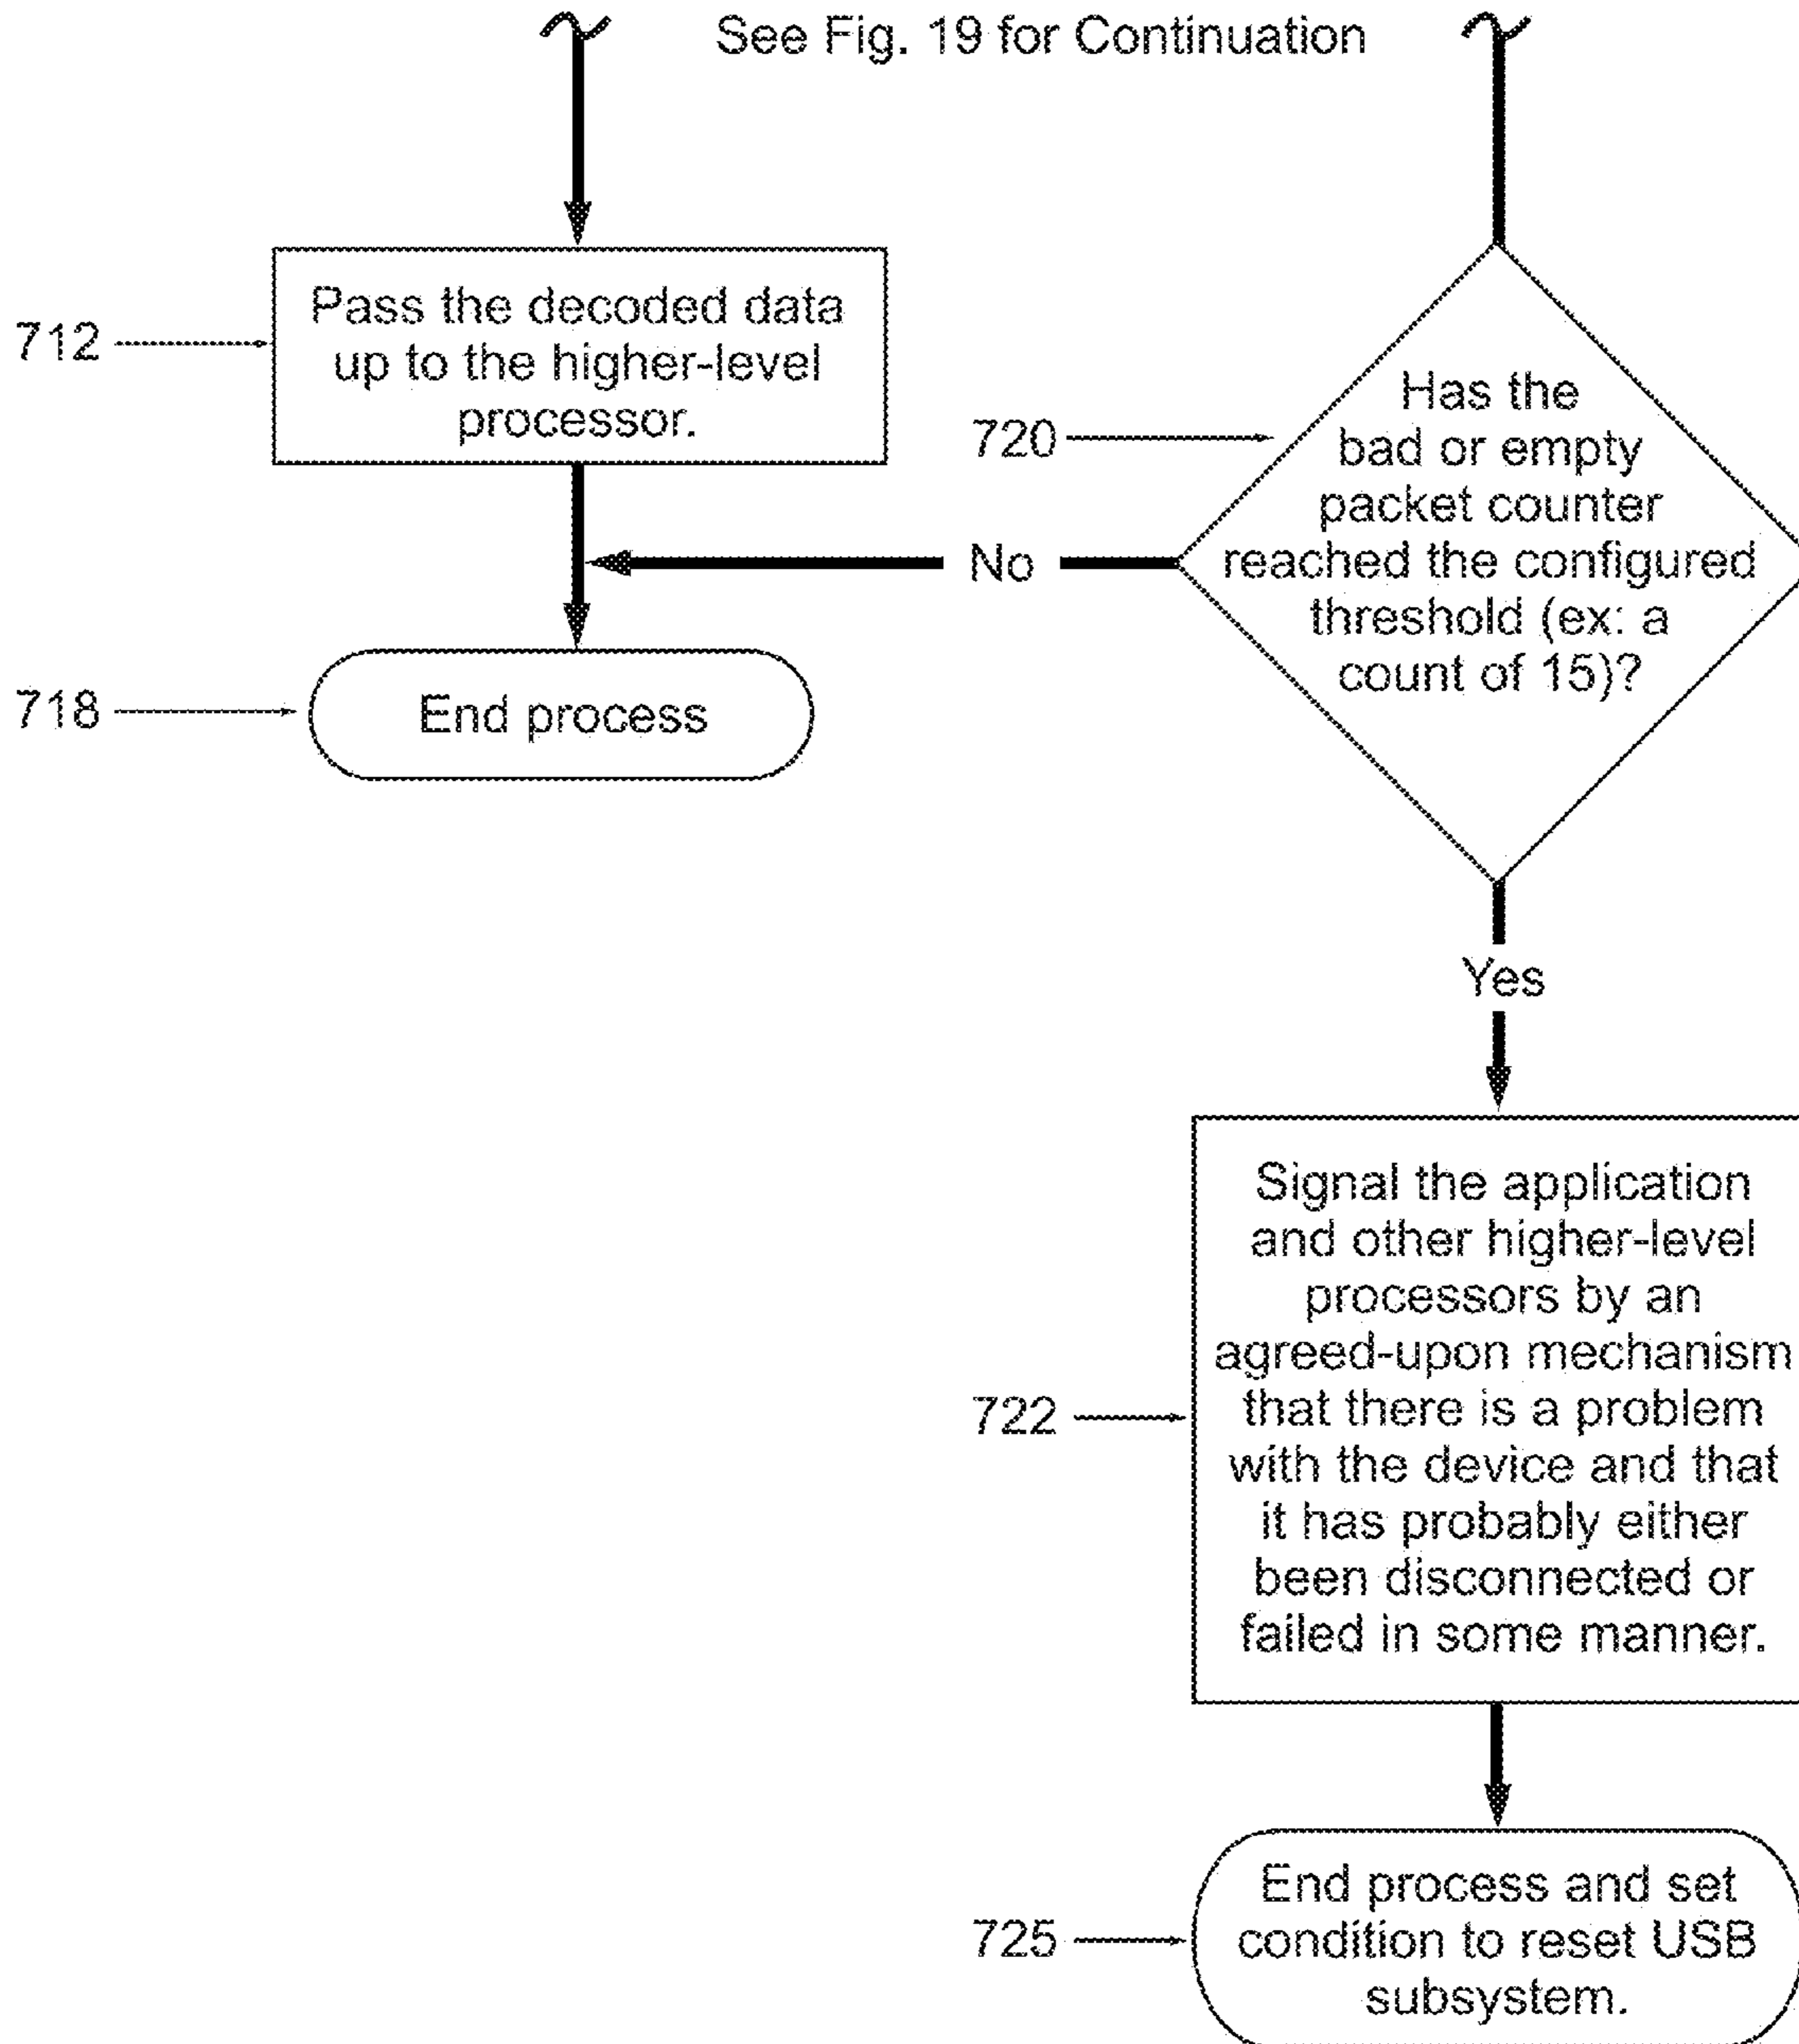 See Fig. 19 for Continuation
712
Pass the decoded data
up to the higher-level
processor.
720
Has the
bad or empty
packet counter
reached the configured
threshold (ex: a
count of 15)?
No
718
End process
Yes
722
Signal the application
and other higher-level
processors by an
agreed-upon mechanism
that there is a problem
with the device and that
it has probably either
been disconnected or
failed in some manner.
725
End process and set
condition to reset USB
subsystem.